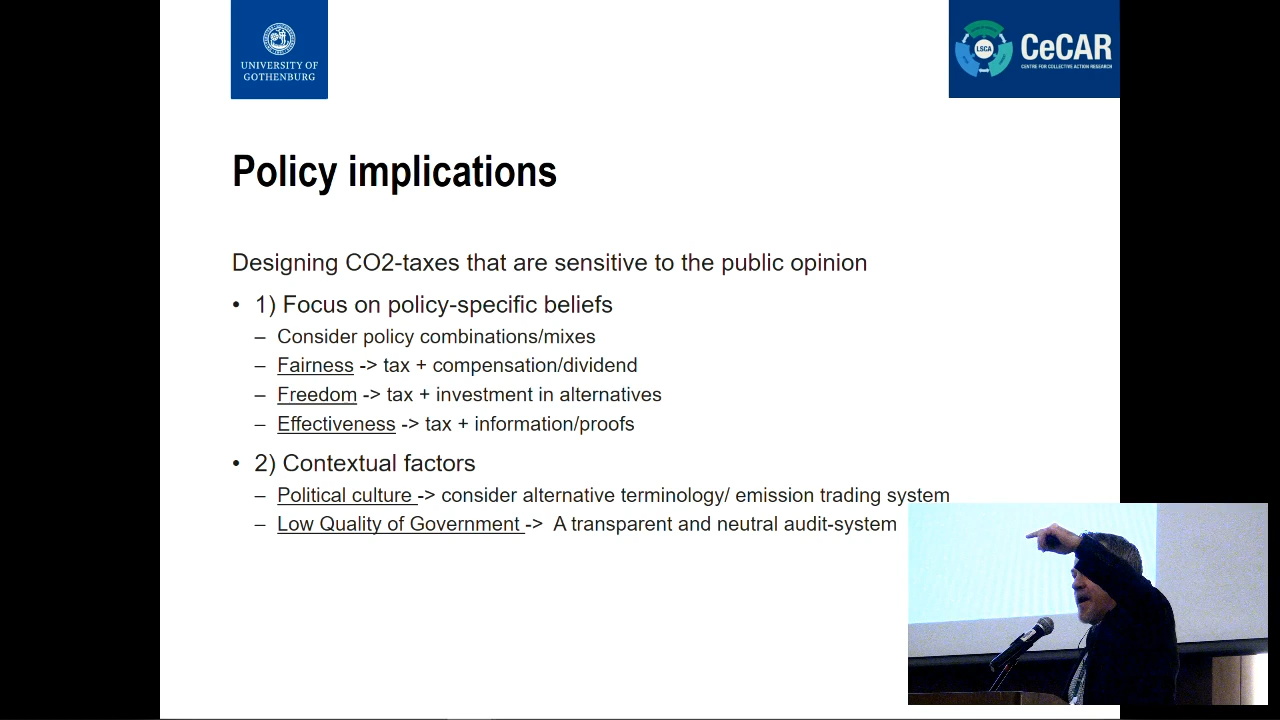 UNIVERSITY OF
GOTHENBURG
LSCA
CeCAR
CENTRE FOR COLLECTIVE ACTION RESEARCH
Policy implications
Designing CO2-taxes that are sensitive to the public opinion
• 1) Focus on policy-specific beliefs
– Consider policy combinations/mixes
– Fairness -> tax + compensation/dividend
– Freedom -> tax + investment in alternatives
– Effectiveness -> tax + information/proofs
• 2) Contextual factors
– Political culture -> consider alternative terminology/ emission trading system
– Low Quality of Government -> A transparent and neutral audit-system